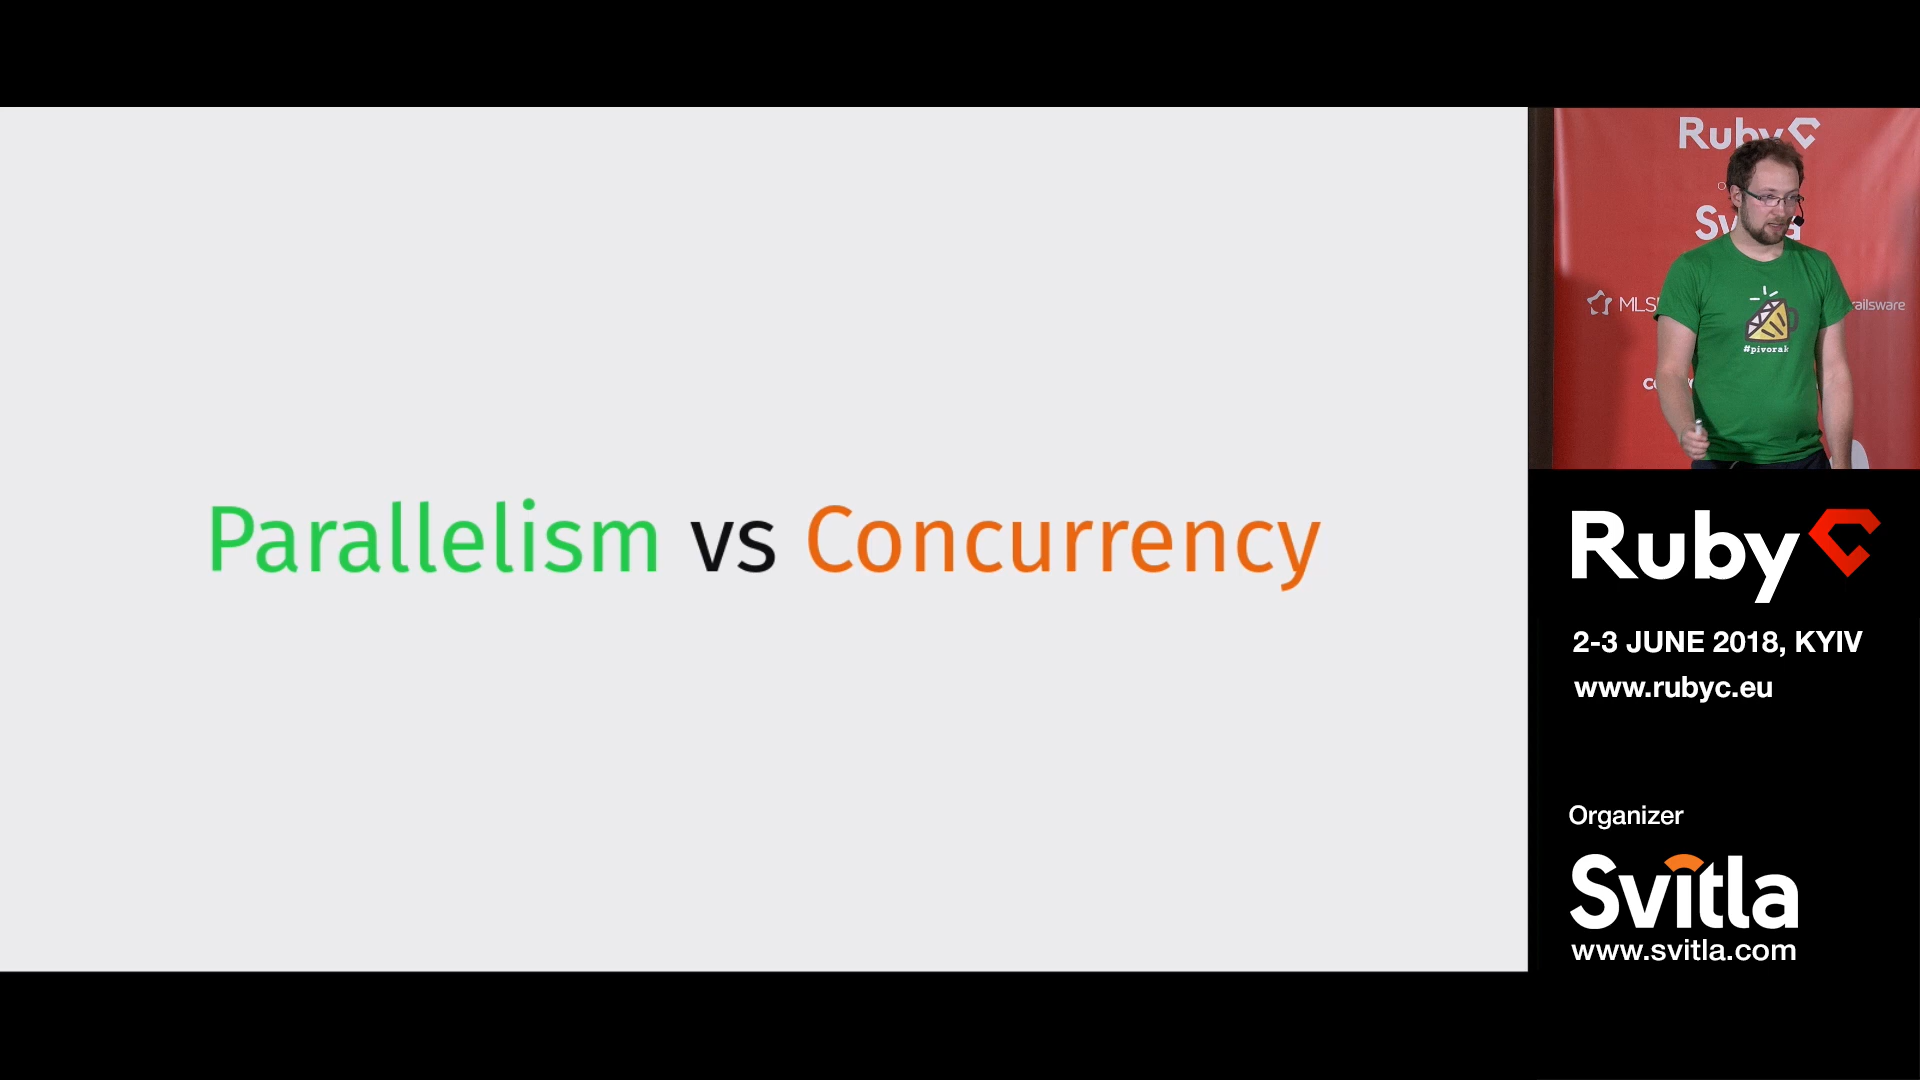 Parallelism vs Concurrency
Ruby
#pivorak
railsware
Ruby
2-3 JUNE 2018, KYIV
www.rubyc.eu
Organizer
Svitla
www.svitla.com